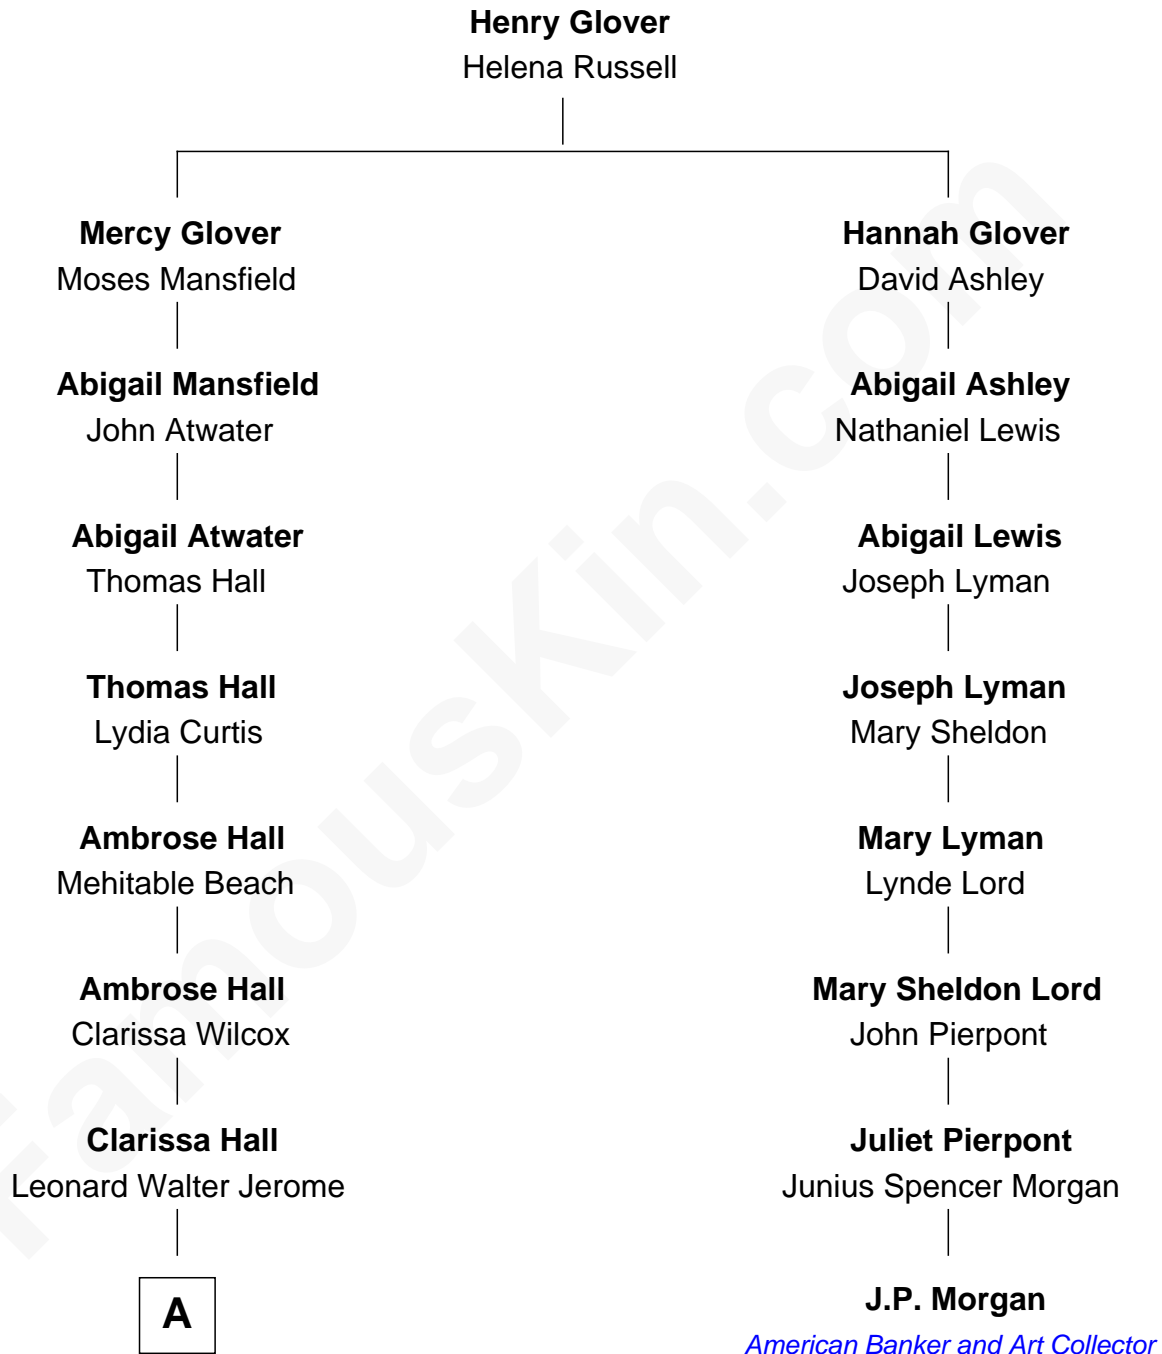 Henry Glover
Helena Russell
Mercy Glover
Moses Mansfield
Hannah Glover
David Ashley
Abigail Mansfield
John Atwater
Abigail Ashley
Nathaniel Lewis
Abigail Atwater
Thomas Hall
Abigail Lewis
Joseph Lyman
Thomas Hall
Lydia Curtis
Joseph Lyman
Mary Sheldon
Ambrose Hall
Mehitable Beach
Mary Lyman
Lynde Lord
Ambrose Hall
Clarissa Wilcox
Mary Sheldon Lord
John Pierpont
Clarissa Hall
Leonard Walter Jerome
Juliet Pierpont
Junius Spencer Morgan
A
J.P. Morgan
American Banker and Art Collector
FamousKin.com